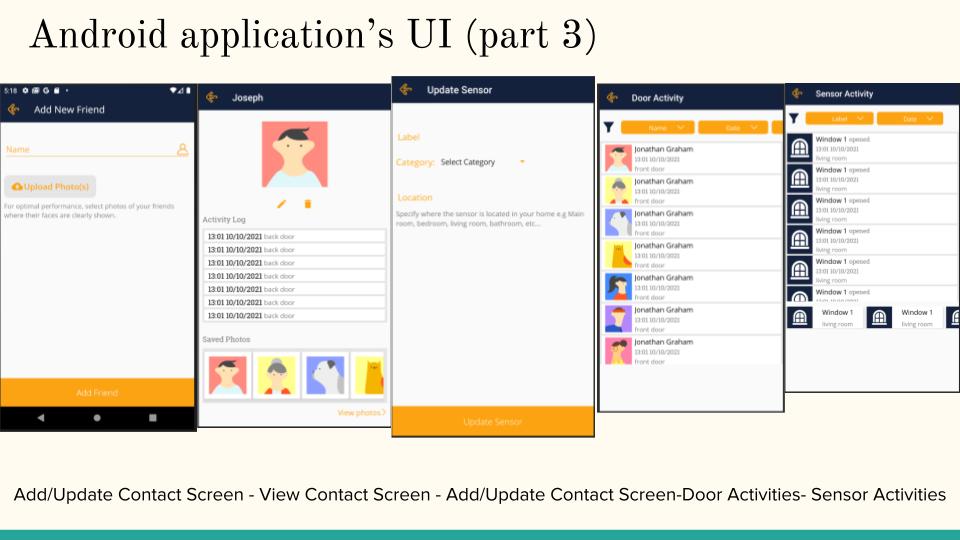 Android application's UI (part 3)
5:18
Add New Friend
Name
Upload Photo(s)
For optimal performance, select photos of your friends
where their faces are clearly shown.
Add Friend
Joseph
Activity Log
13:01 10/10/2021 back door
13:01 10/10/2021 back door
13:01 10/10/2021 back door
13:01 10/10/2021 back door
13:01 10/10/2021 back door
13:01 10/10/2021 back door
13:01 10/10/2021 back door
Saved Photos
View photos
Update Sensor
Label
Category: Select Category
Location
Specify where the sensor is located in your home e.g Main
room, bedroom, living room, bathroom, etc...
Update Sensor
Door Activity
Name
Date
Jonathan Graham
13:01 10/10/2021
front door
Jonathan Graham
13:01 10/10/2021
front door
Jonathan Graham
13:01 10/10/2021
front door
Jonathan Graham
13:01 10/10/2021
front door
Jonathan Graham
13:01 10/10/2021
front door
Jonathan Graham
13:01 10/10/2021
front door
Jonathan Graham
13:01 10/10/2021
front door
Sensor Activity
Label
Date
Window 1 opened
13:01 10/10/2021
living room
Window 1 opened
13:01 10/10/2021
living room
Window 1 opened
13:01 10/10/2021
living room
Window 1 opened
13:01 10/10/2021
living room
Window 1 opened
13:01 10/10/2021
living room
Window 1 opened
13:01 10/10/2021
Window 1
living room
Window 1
living room
Add/Update Contact Screen - View Contact Screen - Add/Update Contact Screen-Door Activities- Sensor Activities